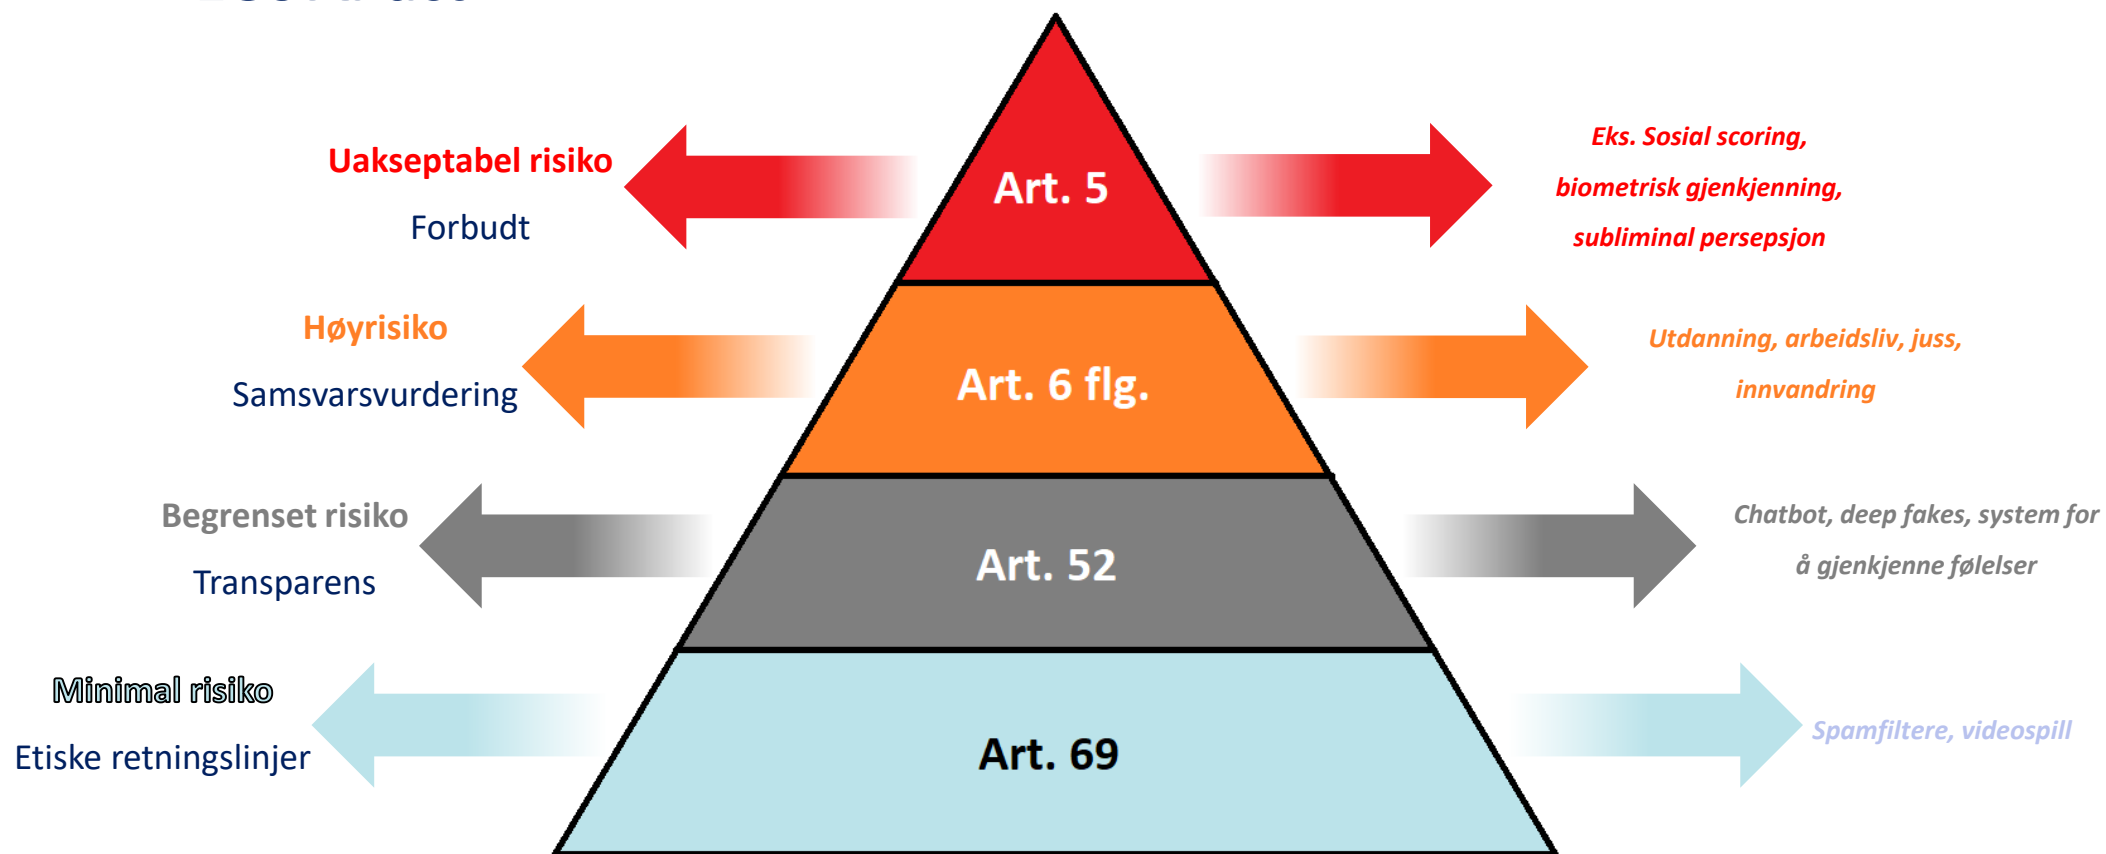 Uakseptabel risiko
Forbudt
Art. 5
Eks. Sosial scoring,
biometrisk gjenkjenning,
subliminal persepsjon
Høyrisiko
Samsvarsvurdering
Art. 6 flg.
Utdanning, arbeidsliv, juss,
innvandring
Begrenset risiko
Transparens
Art. 52
Chatbot, deep fakes, system for
å gjenkjenne følelser
Minimal risiko
Etiske retningslinjer
Art. 69
Spamfiltere, videospill